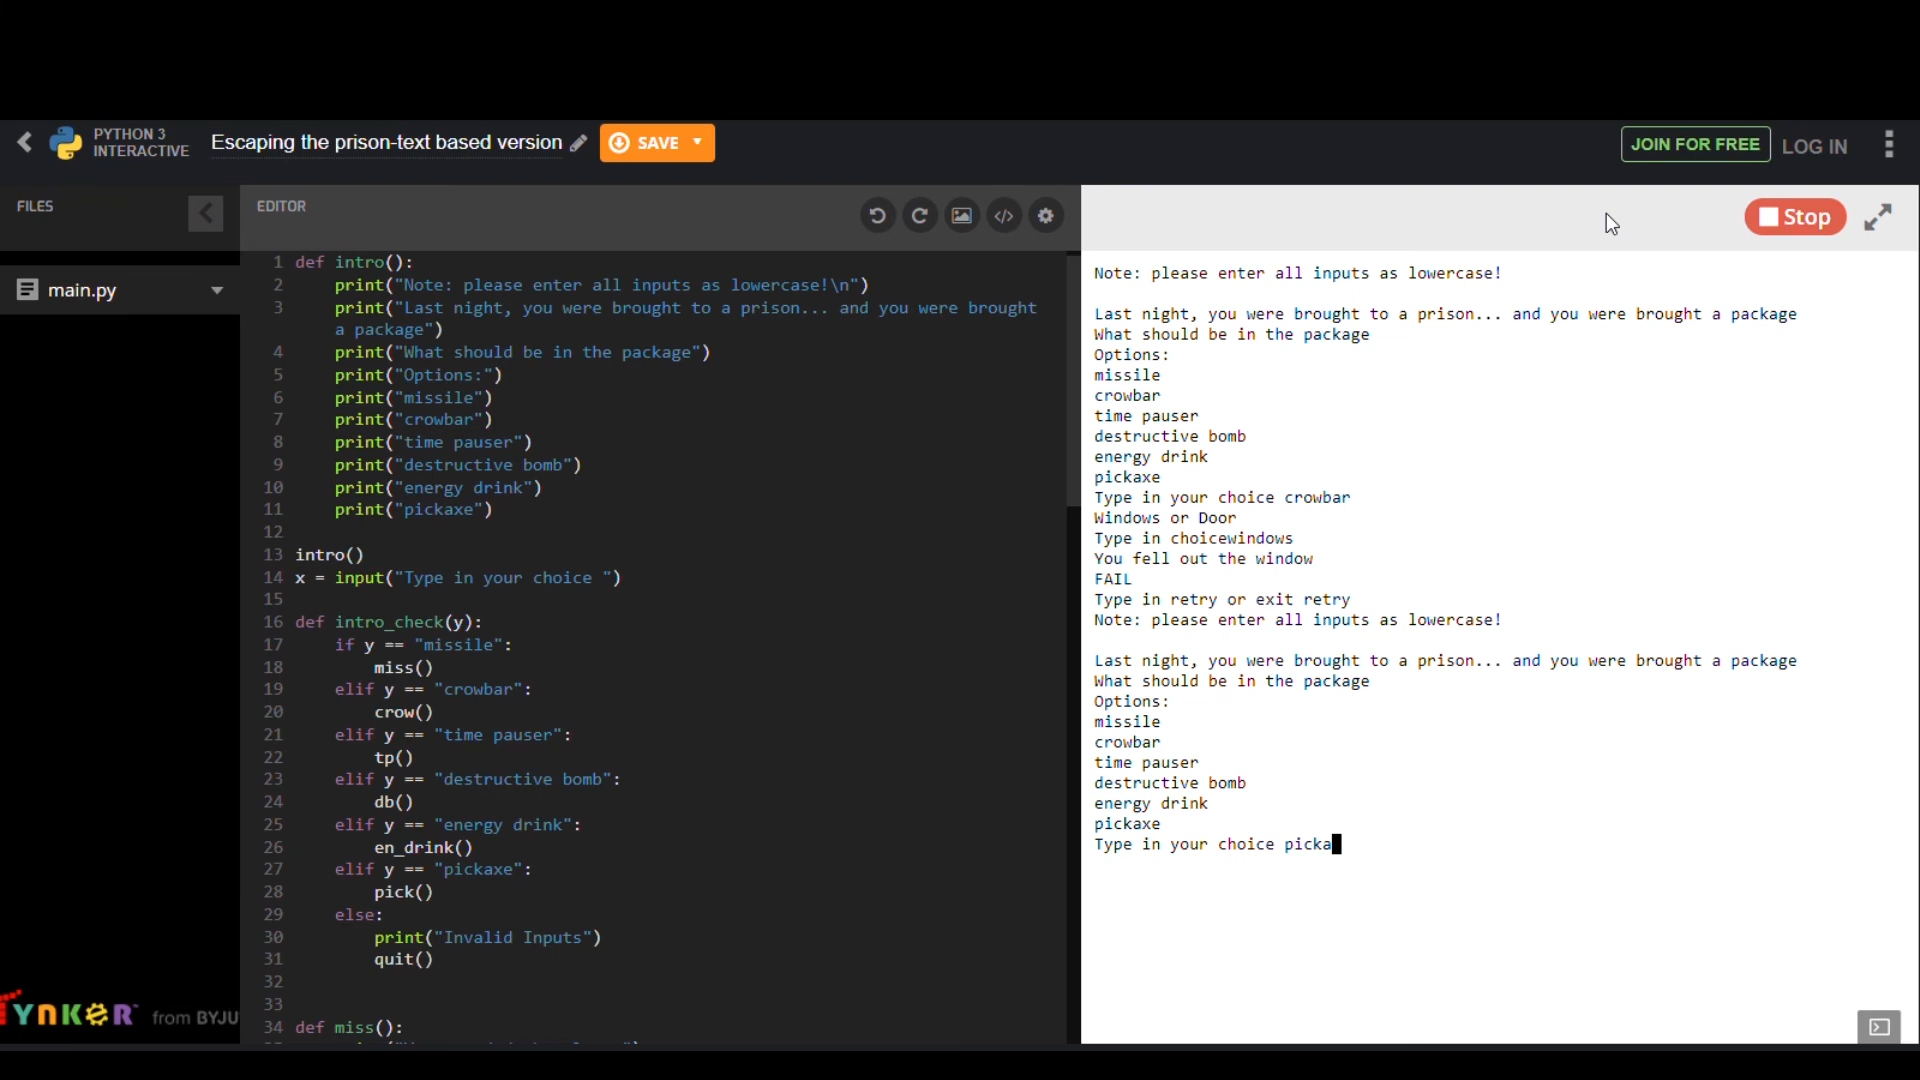 PYTHON 3
INTERACTIVE
Escaping the prison-text based version
SAVE
JOIN FOR FREE
LOG IN
FILES
EDITOR
Stop
main.py
1 def intro():
2 print("Note: please enter all inputs as lowercase!\n")
3 print("Last night, you were brought to a prison... and you were brought
a package")
4 print("What should be in the package")
5 print("Options:")
6 print("missile")
7 print("crowbar")
8 print("time pauser")
9 print("destructive bomb")
10 print("energy drink")
11 print("pickaxe")
12
13 intro()
14 x = input("Type in your choice ")
15
16 def intro_check(y):
17 if y == "missile":
18 miss()
19 elif y == "crowbar":
20 crow()
21 elif y == "time pauser":
22 tp()
23 elif y == "destructive bomb":
24 db()
25 elif y == "energy drink":
26 en_drink()
27 elif y == "pickaxe":
28 pick()
29 else:
30 print("Invalid Inputs")
31 quit()
32
33
34 def miss():
Note: please enter all inputs as lowercase!
Last night, you were brought to a prison... and you were brought a package
What should be in the package
Options:
missile
crowbar
time pauser
destructive bomb
energy drink
pickaxe
Type in your choice crowbar
Windows or Door
Type in choicewindows
You fell out the window
FAIL
Type in retry or exit retry
Note: please enter all inputs as lowercase!
Last night, you were brought to a prison... and you were brought a package
What should be in the package
Options:
missile
crowbar
time pauser
destructive bomb
energy drink
pickaxe
Type in your choice picka
TYNKER from BYJU